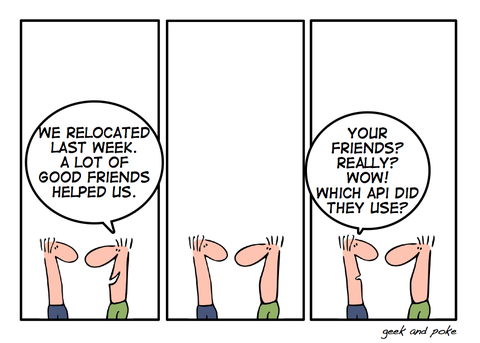 WE RELOCATED
LAST WEEK.
A LOT OF
GOOD FRIENDS
HELPED US.
YOUR
FRIENDS?
REALLY?
WOW!
WHICH API DID
THEY USE?
geek and poke